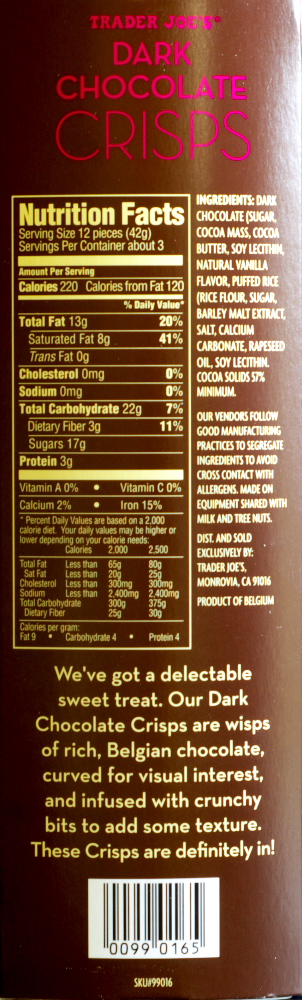 TRADER JOE'S®
DARK
CHOCOLATE
CRISPS
Nutrition Facts
Serving Size 12 pieces (42g)
Servings Per Container about 3
Amount Per Serving
Calories 220 Calories from Fat 120
% Daily Value*
Total Fat 13g 20%
Saturated Fat 8g 41%
Trans Fat 0g
Cholesterol 0mg 0%
Sodium 0mg 0%
Total Carbohydrate 22g 7%
Dietary Fiber 3g 11%
Sugars 17g
Protein 3g
Vitamin A 0% • Vitamin C 0%
Calcium 2% • Iron 15%
* Percent Daily Values are based on a 2,000
calorie diet. Your daily values may be higher or
lower depending on your calorie needs:
Calories 2,000 2,500
Total Fat Less than 65g 80g
Sat Fat Less than 20g 25g
Cholesterol Less than 300mg 300mg
Sodium Less than 2,400mg 2,400mg
Total Carbohydrate 300g 375g
Dietary Fiber 25g 30g
Calories per gram:
Fat 9 • Carbohydrate 4 • Protein 4
INGREDIENTS: DARK
CHOCOLATE (SUGAR,
COCOA MASS, COCOA
BUTTER, SOY LECITHIN,
NATURAL VANILLA
FLAVOR, PUFFED RICE
(RICE FLOUR, SUGAR,
BARLEY MALT EXTRACT,
SALT, CALCIUM
CARBONATE, RAPESEED
OIL, SOY LECITHIN.
COCOA SOLIDS 57%
MINIMUM.
OUR VENDORS FOLLOW
GOOD MANUFACTURING
PRACTICES TO SEGREGATE
INGREDIENTS TO AVOID
CROSS CONTACT WITH
ALLERGENS. MADE ON
EQUIPMENT SHARED WITH
MILK AND TREE NUTS.
DIST. AND SOLD
EXCLUSIVELY BY:
TRADER JOE'S,
MONROVIA, CA 91016
PRODUCT OF BELGIUM
We've got a delectable
sweet treat. Our Dark
Chocolate Crisps are wisps
of rich, Belgian chocolate,
curved for visual interest,
and infused with crunchy
bits to add some texture.
These Crisps are definitely in!
0099 0165
SKU#99016